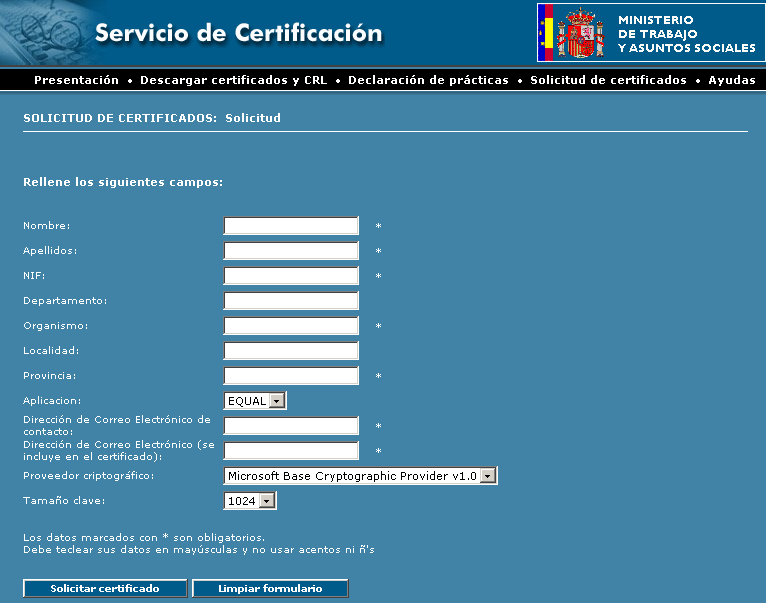 Servicio de Certificación
MINISTERIO
DE TRABAJO
Y ASUNTOS SOCIALES
Presentación • Descargar certificados y CRL • Declaración de prácticas • Solicitud de certificados • Ayudas
SOLICITUD DE CERTIFICADOS: Solicitud
Rellene los siguientes campos:
Nombre: *
Apellidos: *
NIF: *
Departamento:
Organismo: *
Localidad:
Provincia: *
Aplicacion: EQUAL
Dirección de Correo Electrónico de
contacto: *
Dirección de Correo Electrónico (se
incluye en el certificado): *
Proveedor criptográfico: Microsoft Base Cryptographic Provider v1.0
Tamaño clave: 1024
Los datos marcados con * son obligatorios.
Debe teclear sus datos en mayúsculas y no usar acentos ni ñ's
Solicitar certificado Limpiar formulario